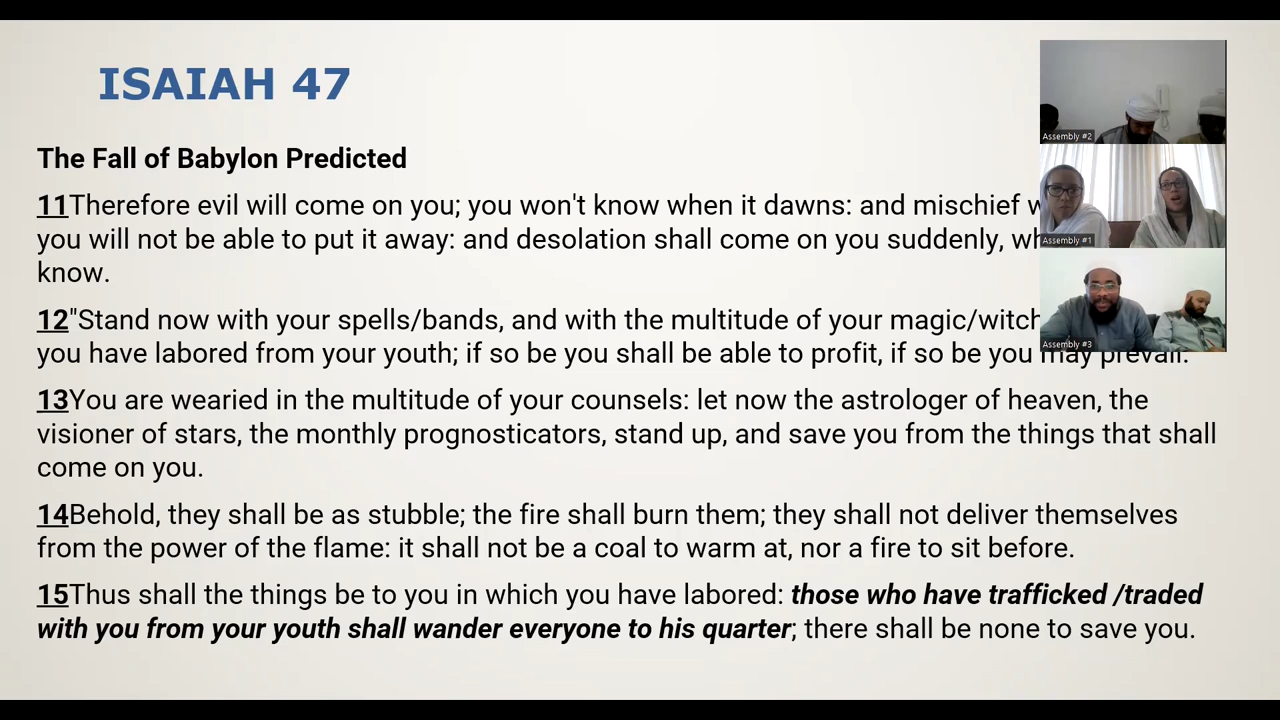 ISAIAH 47
The Fall of Babylon Predicted
11Therefore evil will come on you; you won't know when it dawns: and mischief
you will not be able to put it away: and desolation shall come on you suddenly,
know.
12"Stand now with your spells/bands, and with the multitude of your magic/witch
you have labored from your youth; if so be you shall be able to profit, if so be you may prevail.
13You are wearied in the multitude of your counsels: let now the astrologer of heaven, the
visioner of stars, the monthly prognosticators, stand up, and save you from the things that shall
come on you.
14Behold, they shall be as stubble; the fire shall burn them; they shall not deliver themselves
from the power of the flame: it shall not be a coal to warm at, nor a fire to sit before.
15Thus shall the things be to you in which you have labored: those who have trafficked /traded
with you from your youth shall wander everyone to his quarter; there shall be none to save you.
Assembly #2
Assembly #1
Assembly #3